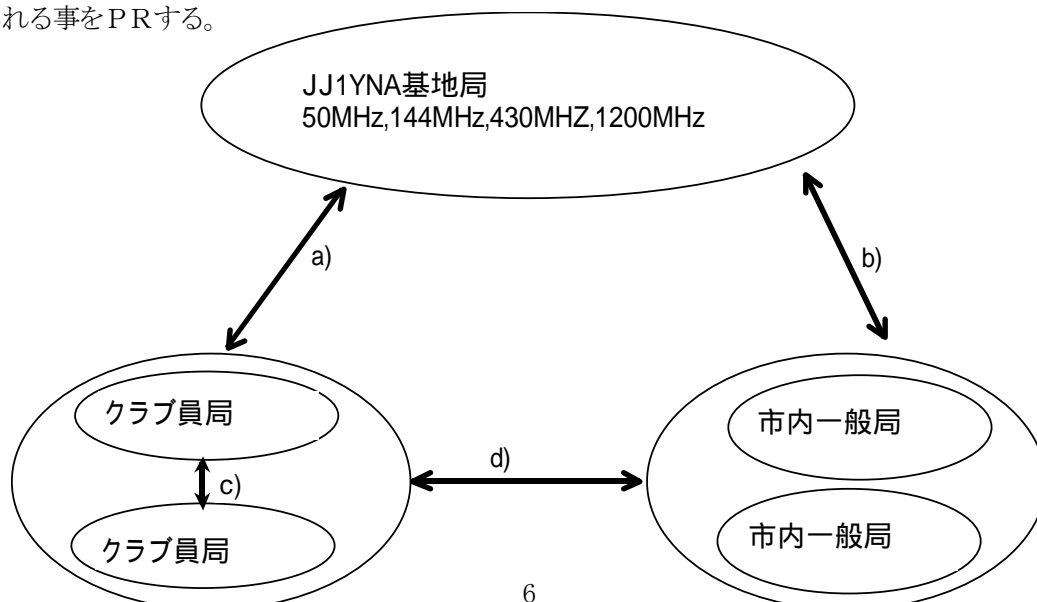 れる事をPRする。
JJ1YNA基地局
50MHz,144MHz,430MHZ,1200MHz
a)
b)
クラブ員局
市内一般局
d)
c)
クラブ員局
市内一般局
6